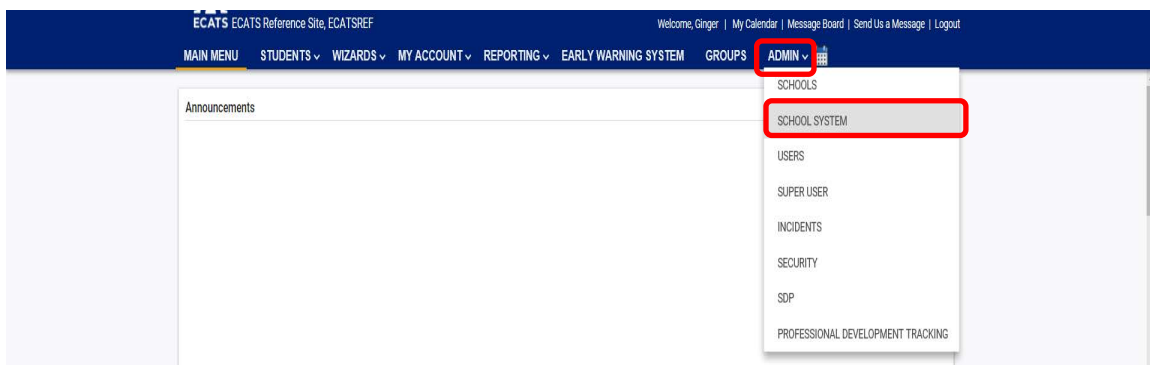 ECATS ECATS Reference Site, ECATSREF
Welcome, Ginger | My Calendar | Message Board | Send Us a Message | Logout
MAIN MENU STUDENTS WIZARDS MY ACCOUNT REPORTING EARLY WARNING SYSTEM GROUPS ADMIN
Announcements
SCHOOLS
SCHOOL SYSTEM
USERS
SUPER USER
INCIDENTS
SECURITY
SDP
PROFESSIONAL DEVELOPMENT TRACKING